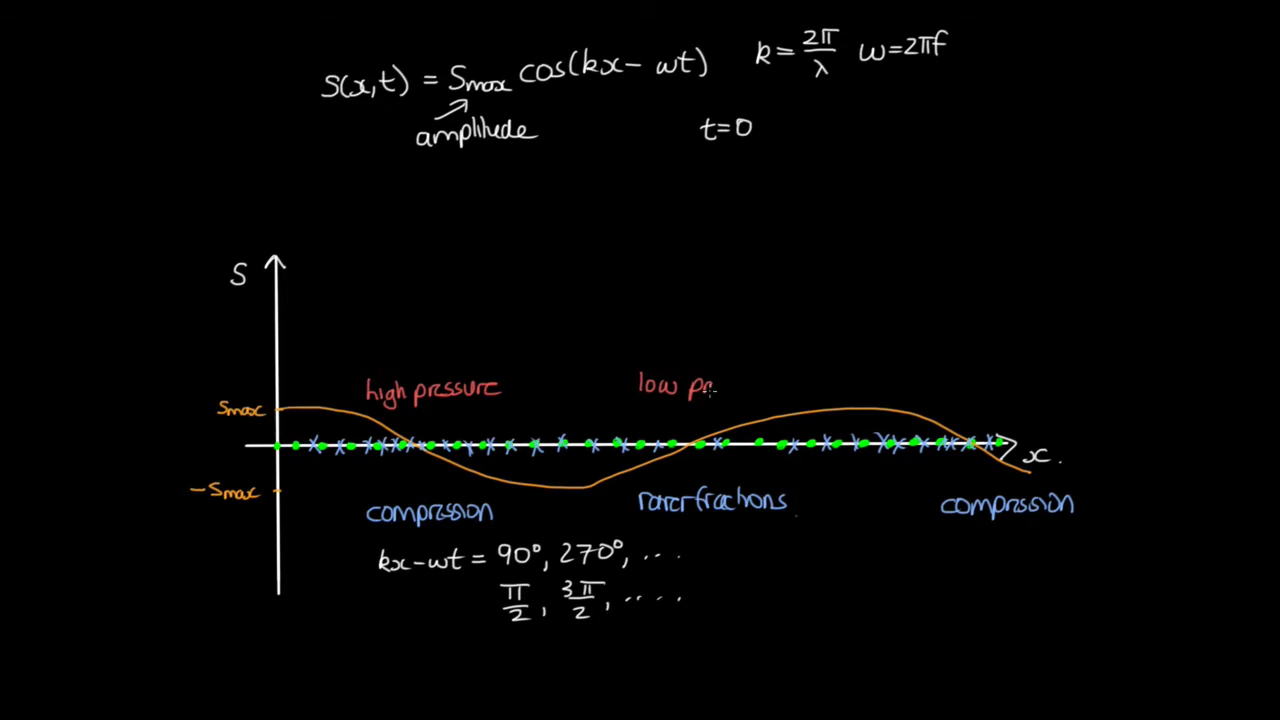 S(x,t) = Smax cos(kx - ωt) k = 2π/λ ω = 2πf
amplitude t=0
S
high pressure low pr
Smax
x.
-Smax
compression rarerfractions. compression
kx - ωt = 90°, 270°, ....
π/2, 3π/2, .....